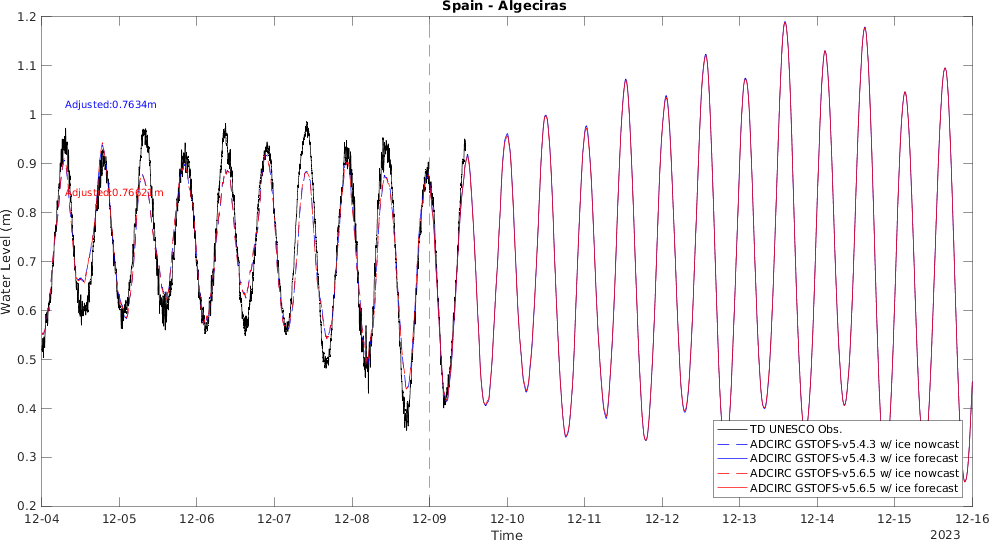 Spain - Algeciras
1.2
1.1
1
0.9
0.8
0.7
0.6
0.5
0.4
0.3
0.2
Water Level (m)
Adjusted:0.7634m
Adjusted:0.76621m
TD UNESCO Obs.
ADCIRC GSTOFS-v5.4.3 w/ ice nowcast
ADCIRC GSTOFS-v5.4.3 w/ ice forecast
ADCIRC GSTOFS-v5.6.5 w/ ice nowcast
ADCIRC GSTOFS-v5.6.5 w/ ice forecast
12-04 12-05 12-06 12-07 12-08 12-09 12-10 12-11 12-12 12-13 12-14 12-15 12-16
Time
2023